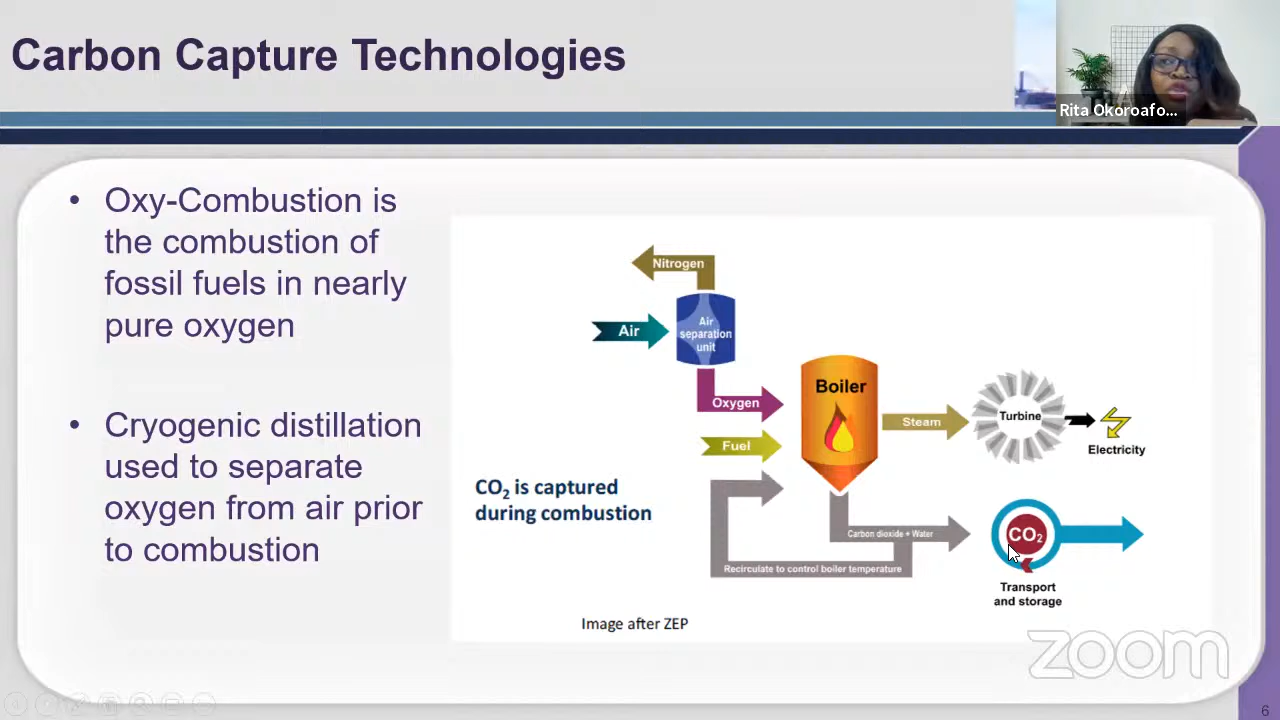 Carbon Capture Technologies
Rita Okoroafo...
• Oxy-Combustion is
the combustion of
fossil fuels in nearly
pure oxygen
• Cryogenic distillation
used to separate
oxygen from air prior
to combustion
Nitrogen
Air
Air
separation
unit
Oxygen
Fuel
Boiler
Steam
Turbine
Electricity
CO₂ is captured
during combustion
Carbon dioxide + Water
Recirculate to control boiler temperature
CO₂
Transport
and storage
Image after ZEP
zoom
6